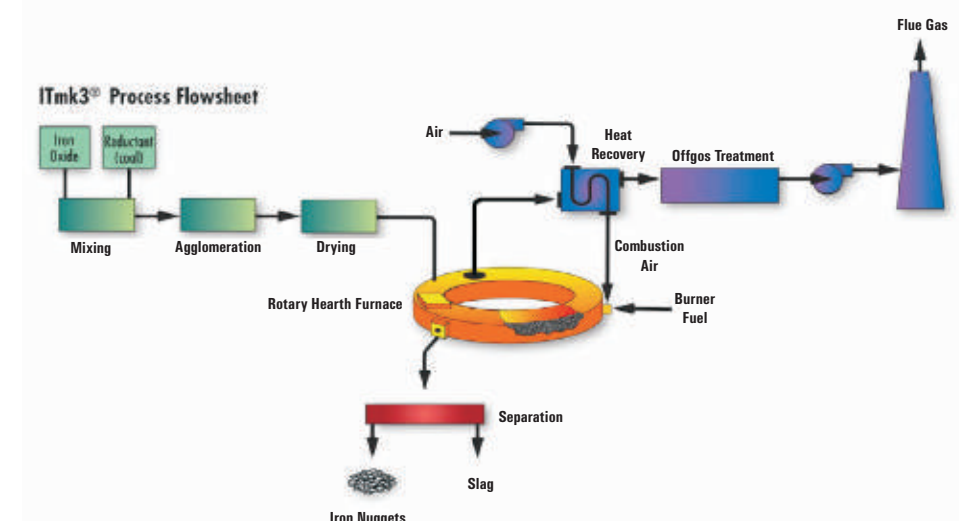 Flue Gas
ITmk3® Process Flowsheet
Iron
Oxide
Reductant
(coal)
Air
Heat
Recovery
Offgos Treatment
Mixing
Agglomeration
Drying
Combustion
Air
Rotary Hearth Furnace
Burner
Fuel
Separation
Slag
Iron Nuggets